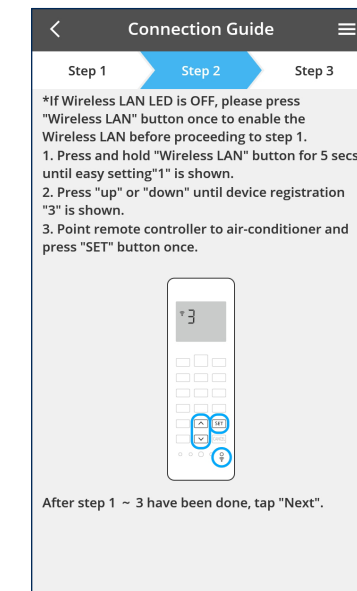 Connection Guide
Step 1 Step 2 Step 3
*If Wireless LAN LED is OFF, please press
"Wireless LAN" button once to enable the
Wireless LAN before proceeding to step 1.
1. Press and hold "Wireless LAN" button for 5 secs
until easy setting"1" is shown.
2. Press "up" or "down" until device registration
"3" is shown.
3. Point remote controller to air-conditioner and
press "SET" button once.
3
SET
After step 1 ~ 3 have been done, tap "Next".